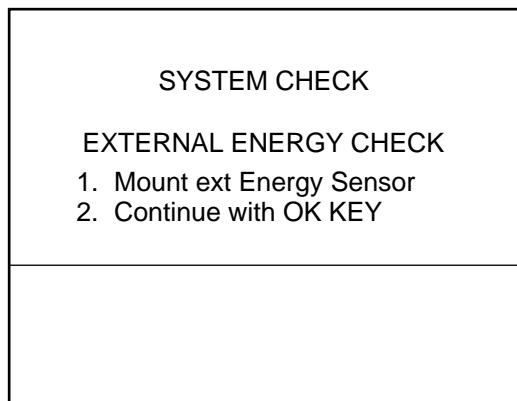 SYSTEM CHECK
EXTERNAL ENERGY CHECK
1. Mount ext Energy Sensor
2. Continue with OK KEY